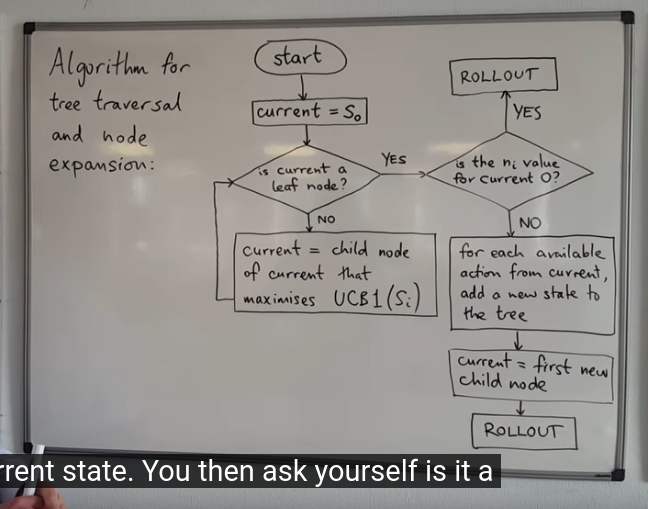 Algorithm for
tree traversal
and node
expansion:
start
current = S₀
is current a
leaf node?
YES
NO
current = child node
of current that
maximises UCB1(Sᵢ)
is the nᵢ value
for current 0?
YES
ROLLOUT
NO
for each available
action from current,
add a new state to
the tree
current = first new
child node
ROLLOUT
rrent state. You then ask yourself is it a